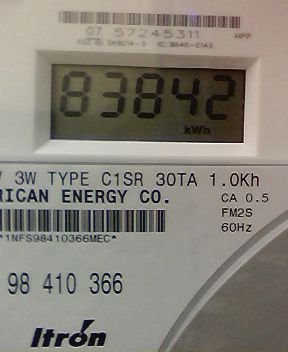 07 57245311
83842
kWh
3W TYPE C1SR 30TA 1.0Kh
RICAN ENERGY CO.
CA 0.5
FM2S
60Hz
*1NFS98410366MEC*
98 410 366
Itrón